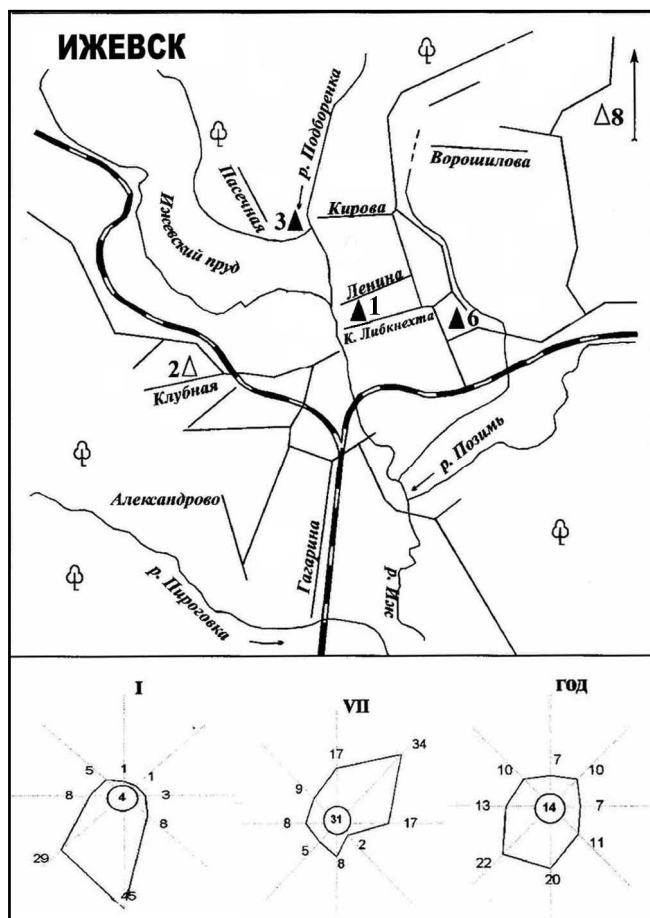 ИЖЕВСК
8
р. Подборенка
Пасечная
Ворошилова
3
Кирова
Ижевский пруд
Ленина
1
К. Либкнехта
6
2
Клубная
р. Позимь
Александрово
Гагарина
р. Иж
р. Пироговка
I
VII
ГОД
1
5
1
8
4
3
8
29
45
17
34
9
8
31
17
5
2
8
7
10
10
13
14
7
11
22
20